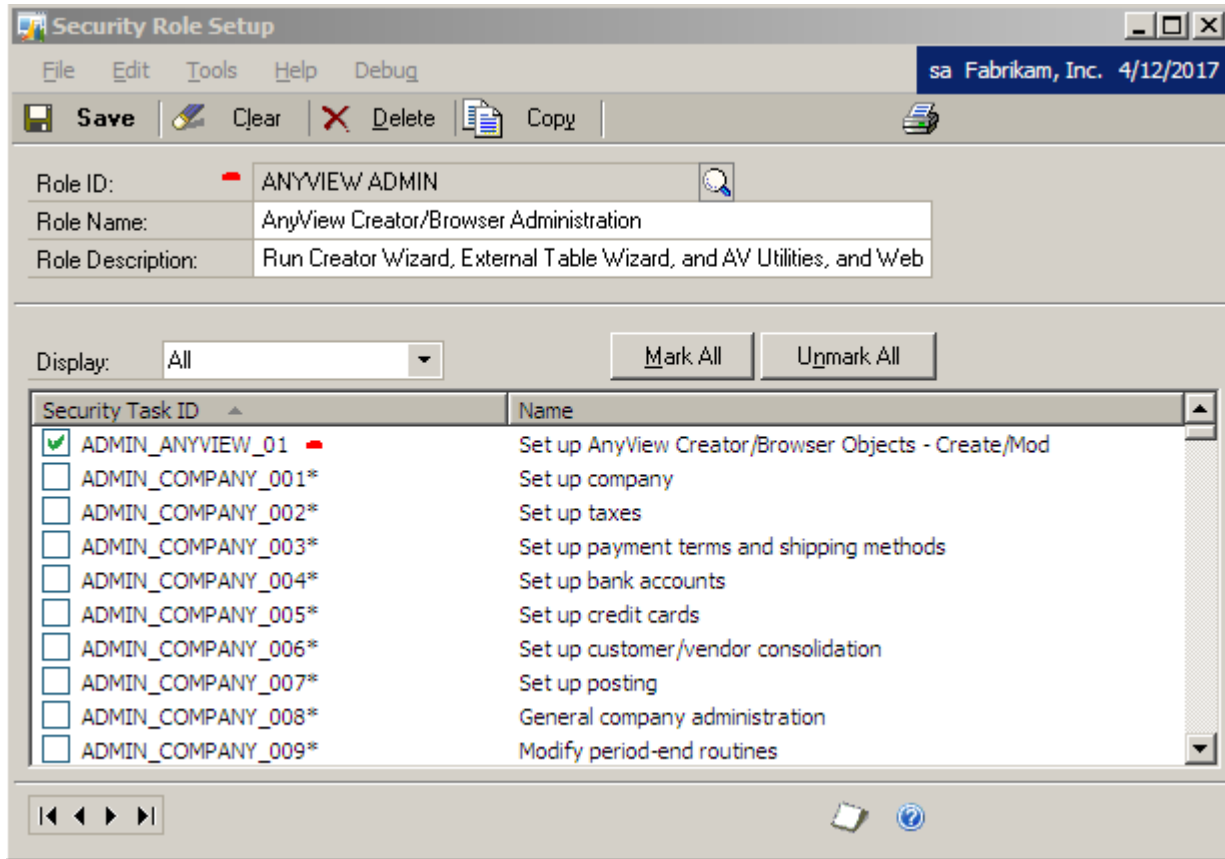 Security Role Setup
File Edit Tools Help Debug sa Fabrikam, Inc. 4/12/2017
Save Clear Delete Copy
Role ID: ANYVIEW ADMIN
Role Name: AnyView Creator/Browser Administration
Role Description: Run Creator Wizard, External Table Wizard, and AV Utilities, and Web
Display: All Mark All Unmark All
Security Task ID Name
ADMIN_ANYVIEW_01 Set up AnyView Creator/Browser Objects - Create/Mod
ADMIN_COMPANY_001* Set up company
ADMIN_COMPANY_002* Set up taxes
ADMIN_COMPANY_003* Set up payment terms and shipping methods
ADMIN_COMPANY_004* Set up bank accounts
ADMIN_COMPANY_005* Set up credit cards
ADMIN_COMPANY_006* Set up customer/vendor consolidation
ADMIN_COMPANY_007* Set up posting
ADMIN_COMPANY_008* General company administration
ADMIN_COMPANY_009* Modify period-end routines